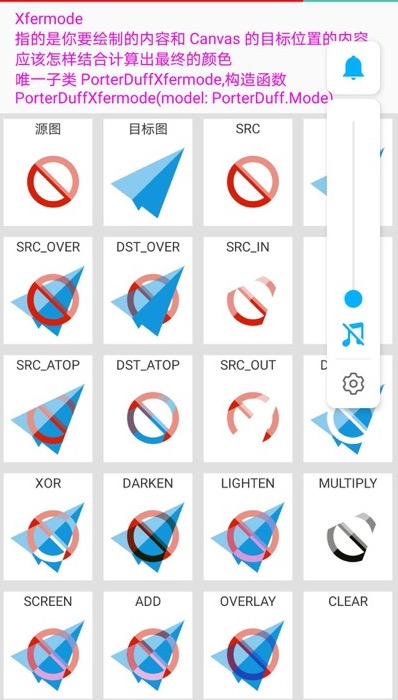 Xfermode
指的是你要绘制的内容和 Canvas 的目标位置的内容
应该怎样结合计算出最终的颜色
唯一子类 PorterDuffXfermode,构造函数
PorterDuffXfermode(model: PorterDuff.Mode)
源图 目标图 SRC
SRC_OVER DST_OVER SRC_IN
SRC_ATOP DST_ATOP SRC_OUT
XOR DARKEN LIGHTEN MULTIPLY
SCREEN ADD OVERLAY CLEAR